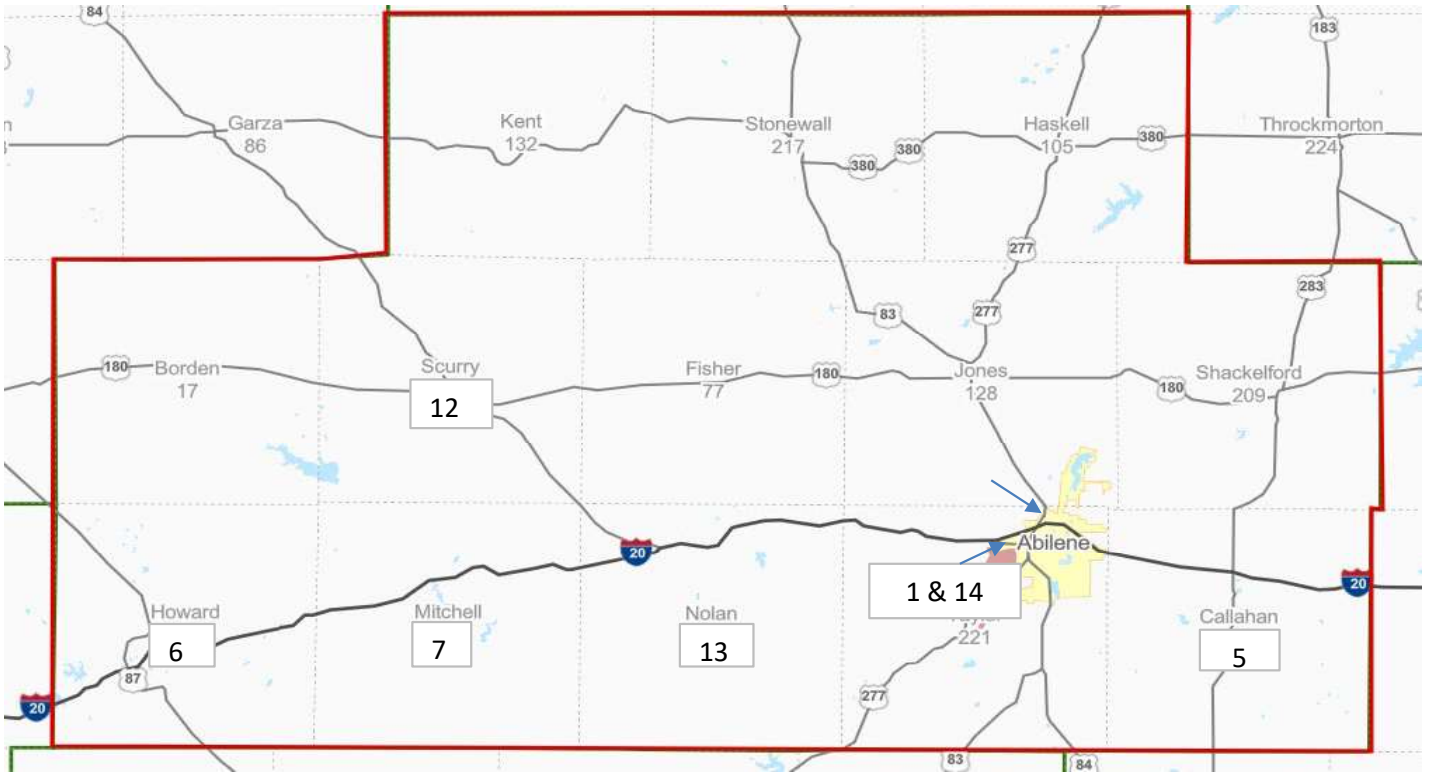 84
183
Garza
86
Kent
132
Stonewall
217
Haskell
105
Throckmorton
224
380
380
380
277
283
83
277
180
Borden
17
Scurry
12
Fisher
77
180
Jones
128
180
Shackelford
209
20
Abilene
20
1 & 14
Howard
6
Mitchell
7
Nolan
13
221
Callahan
5
87
277
20
83
84